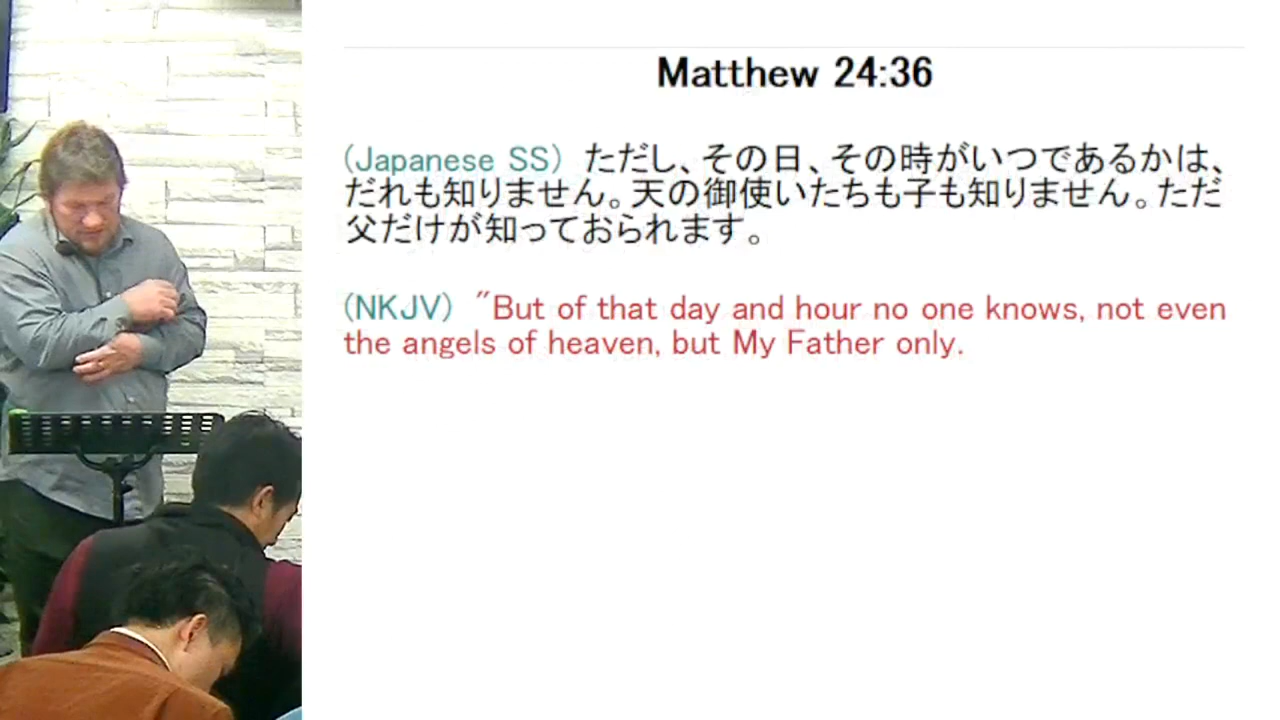 Matthew 24:36
(Japanese SS) ただし、その日、その時がいつであるかは、
だれも知りません。天の御使いたちも子も知りません。ただ
父だけが知っておられます。
(NKJV) "But of that day and hour no one knows, not even
the angels of heaven, but My Father only.